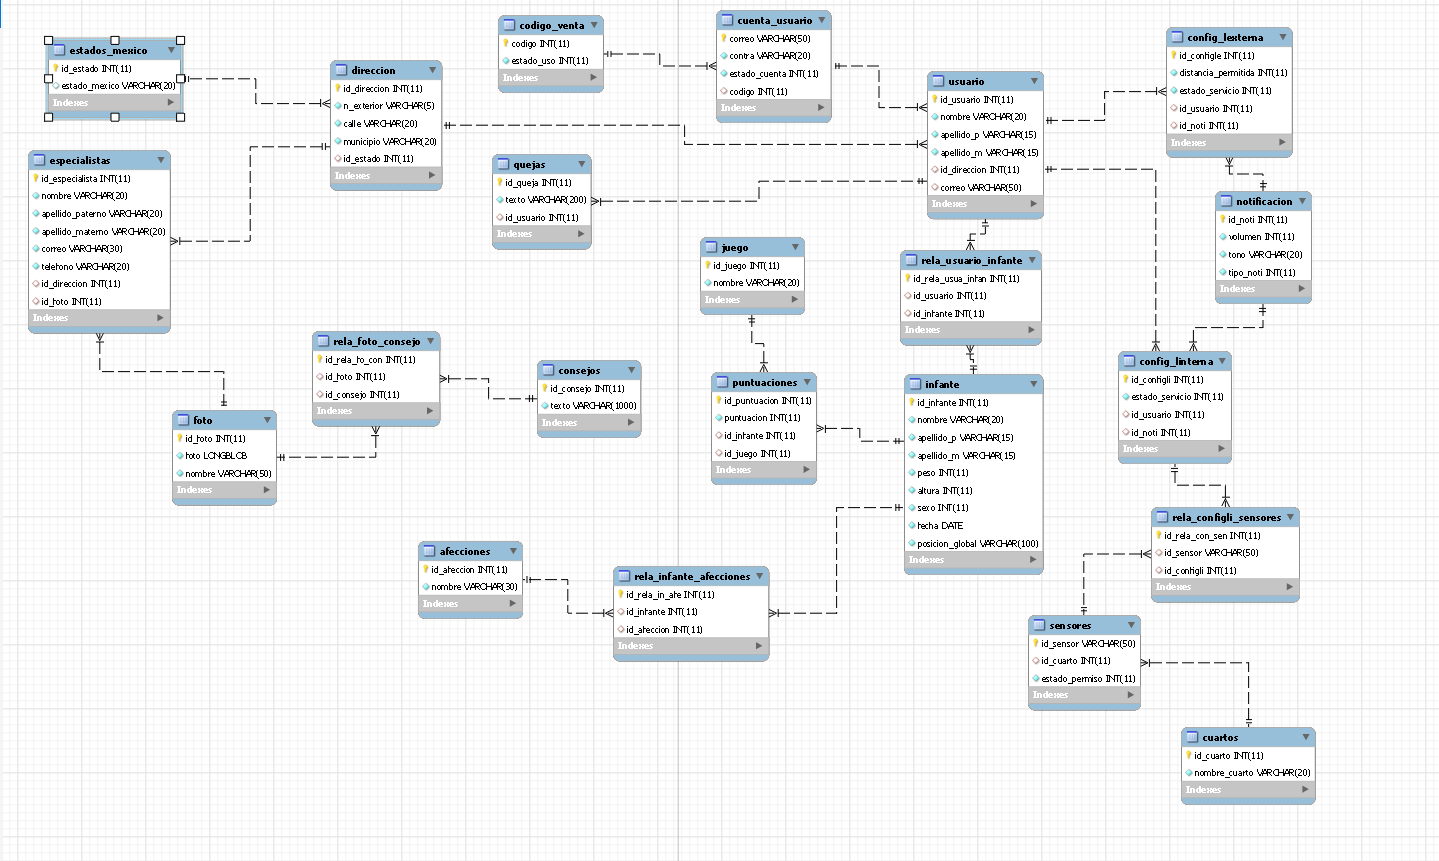 estados_mexico
id_estado INT(11)
estado_mexico VARCHAR(20)
Indexes
direccion
id_direccion INT(11)
n_exterior VARCHAR(5)
calle VARCHAR(20)
municipio VARCHAR(20)
id_estado INT(11)
Indexes
codigo_venta
codigo INT(11)
estado_uso INT(11)
Indexes
cuenta_usuario
correo VARCHAR(50)
contra VARCHAR(20)
estado_cuenta INT(11)
codigo INT(11)
Indexes
usuario
id_usuario INT(11)
nombre VARCHAR(20)
apellido_p VARCHAR(15)
apellido_m VARCHAR(15)
id_direccion INT(11)
correo VARCHAR(50)
Indexes
config_lexterna
id_configle INT(11)
distancia_permitida INT(11)
estado_servicio INT(11)
id_usuario INT(11)
id_noti INT(11)
Indexes
especialistas
id_especialista INT(11)
nombre VARCHAR(20)
apellido_paterno VARCHAR(20)
apellido_materno VARCHAR(20)
correo VARCHAR(30)
telefono VARCHAR(20)
id_direccion INT(11)
id_foto INT(11)
Indexes
quejas
id_queja INT(11)
texto VARCHAR(200)
id_usuario INT(11)
Indexes
notificacion
id_noti INT(11)
volumen INT(11)
tono VARCHAR(20)
tipo_noti INT(11)
Indexes
juego
id_juego INT(11)
nombre VARCHAR(20)
Indexes
rela_usuario_infante
id_rela_usua_infan INT(11)
id_usuario INT(11)
id_infante INT(11)
Indexes
rela_foto_consejo
id_rela_fo_con INT(11)
id_foto INT(11)
id_consejo INT(11)
Indexes
consejos
id_consejo INT(11)
texto VARCHAR(1000)
Indexes
puntuaciones
id_puntuacion INT(11)
puntuacion INT(11)
id_infante INT(11)
id_juego INT(11)
Indexes
infante
id_infante INT(11)
nombre VARCHAR(20)
apellido_p VARCHAR(15)
apellido_m VARCHAR(15)
peso INT(11)
altura INT(11)
sexo INT(11)
fecha DATE
posicion_global VARCHAR(100)
Indexes
config_linterna
id_configli INT(11)
estado_servicio INT(11)
id_usuario INT(11)
id_noti INT(11)
Indexes
foto
id_foto INT(11)
foto LONGBLOB
nombre VARCHAR(50)
Indexes
rela_configli_sensores
id_rela_con_sen INT(11)
id_sensor VARCHAR(50)
id_configli INT(11)
Indexes
afecciones
id_afeccion INT(11)
nombre VARCHAR(30)
Indexes
rela_infante_afecciones
id_rela_in_afe INT(11)
id_infante INT(11)
id_afeccion INT(11)
Indexes
sensores
id_sensor VARCHAR(50)
id_cuarto INT(11)
estado_permiso INT(11)
Indexes
cuartos
id_cuarto INT(11)
nombre_cuarto VARCHAR(20)
Indexes